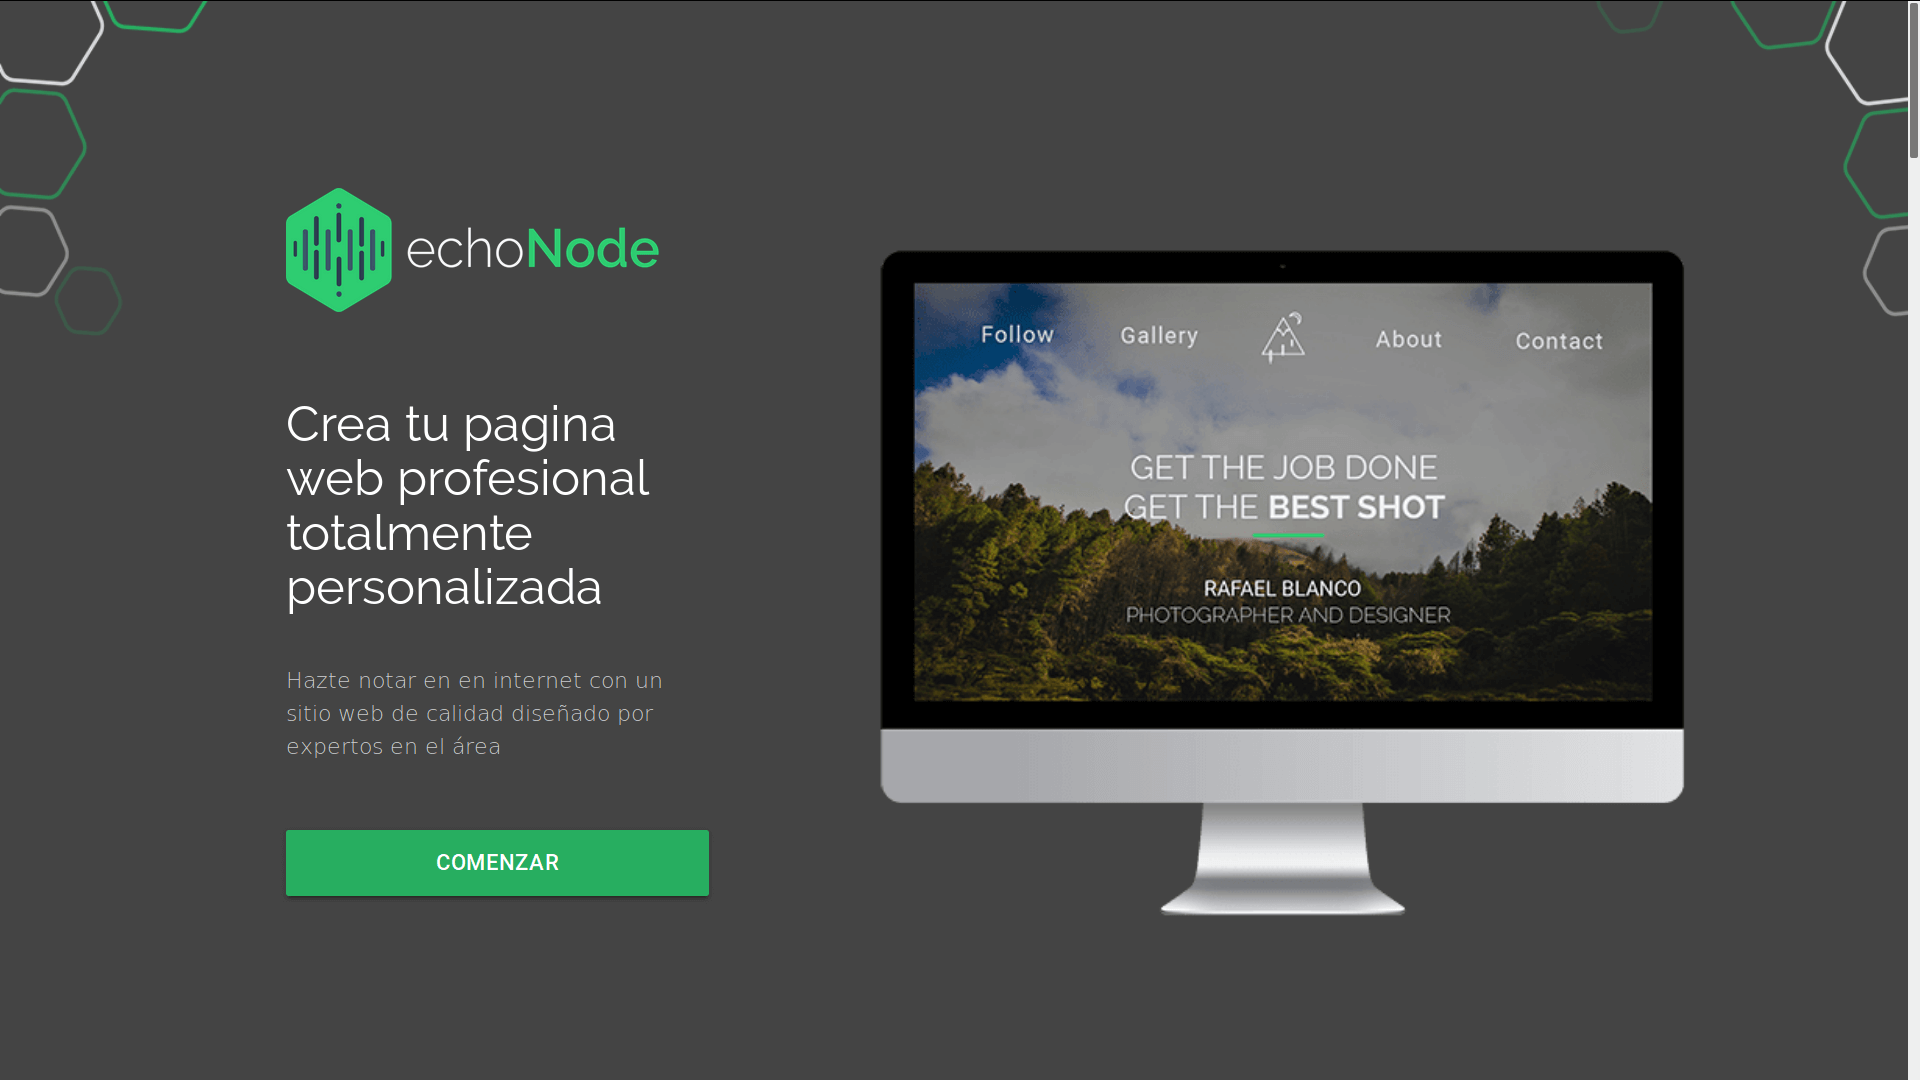 echoNode
Crea tu pagina
web profesional
totalmente
personalizada
Hazte notar en en internet con un
sitio web de calidad diseñado por
expertos en el área
COMENZAR
Follow
Gallery
About
Contact
GET THE JOB DONE
GET THE BEST SHOT
RAFAEL BLANCO
PHOTOGRAPHER AND DESIGNER